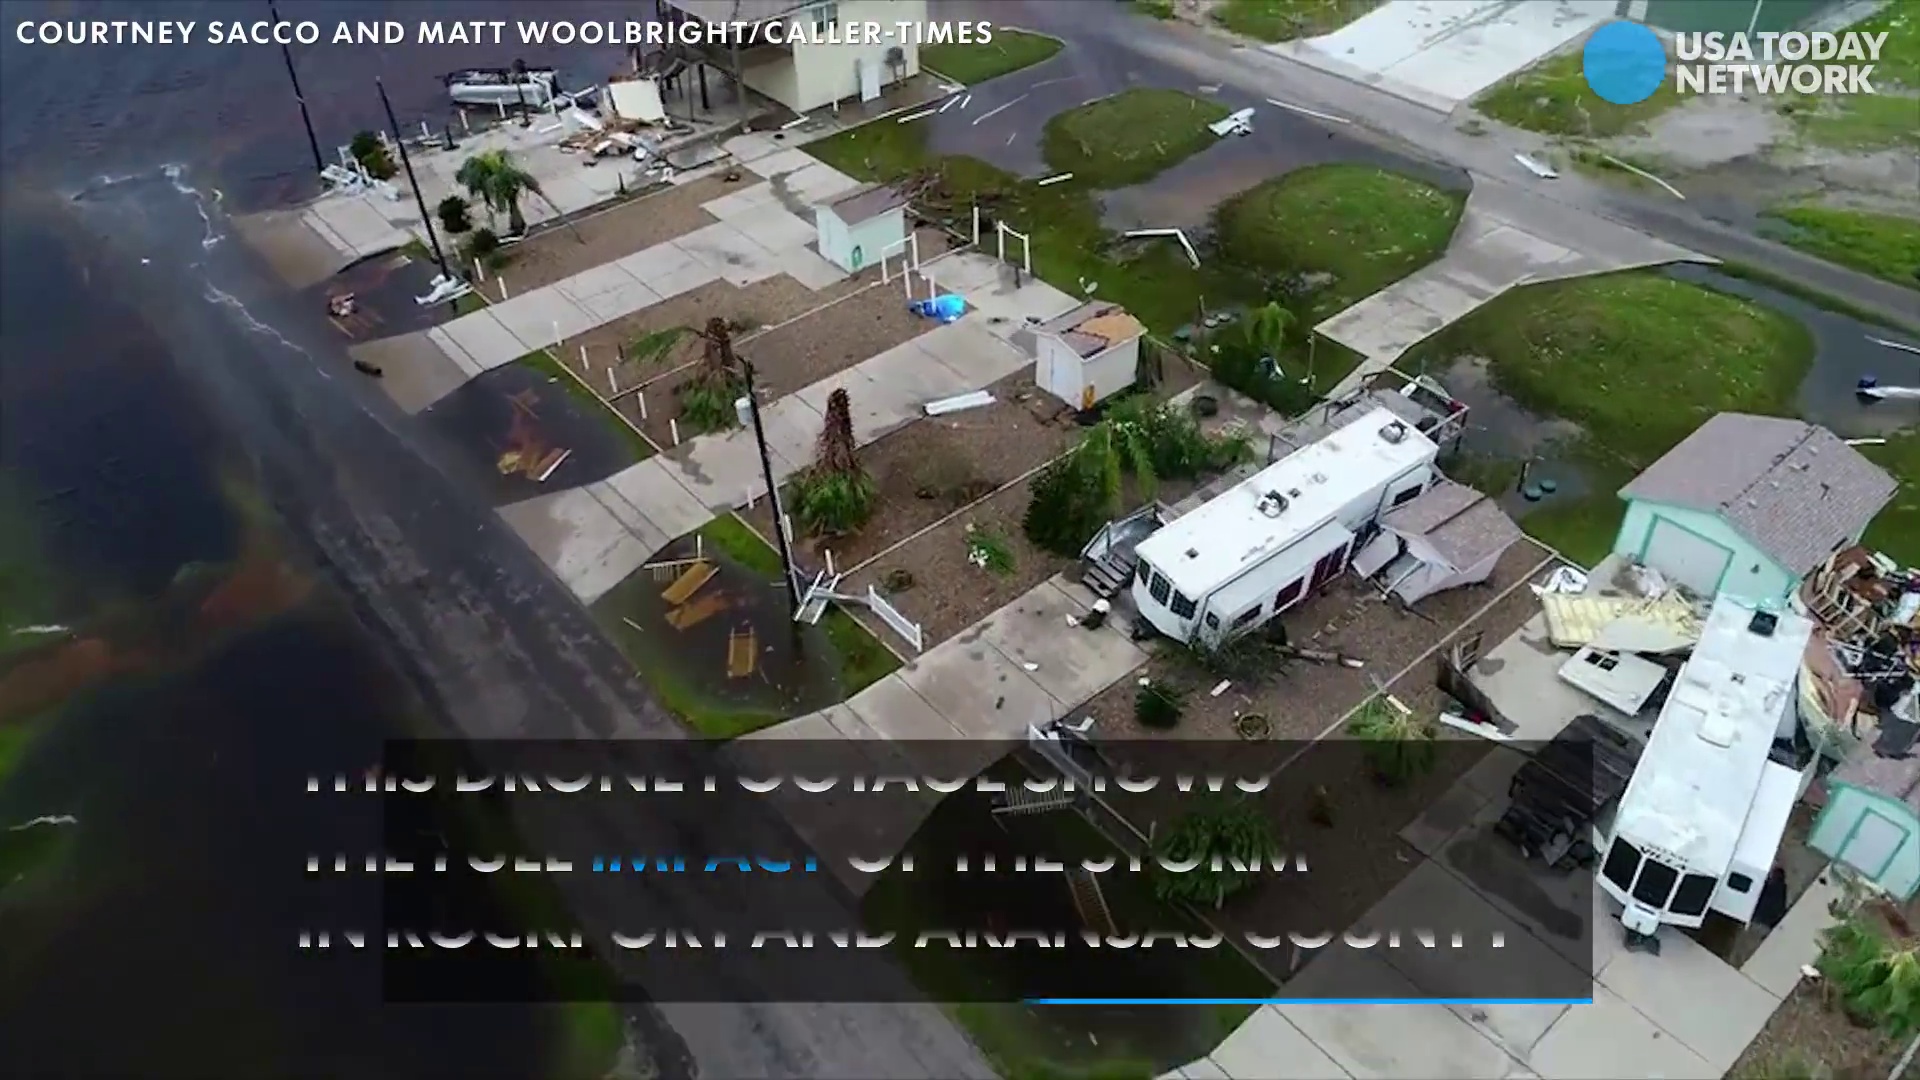 COURTNEY SACCO AND MATT WOOLBRIGHT/CALLER-TIMES
USA TODAY
NETWORK
THIS DRONE FOOTAGE SHOWS
THE FULL IMPACT OF THE STORM
IN ROCKPORT AND ARANSAS COUNTY
VILLA